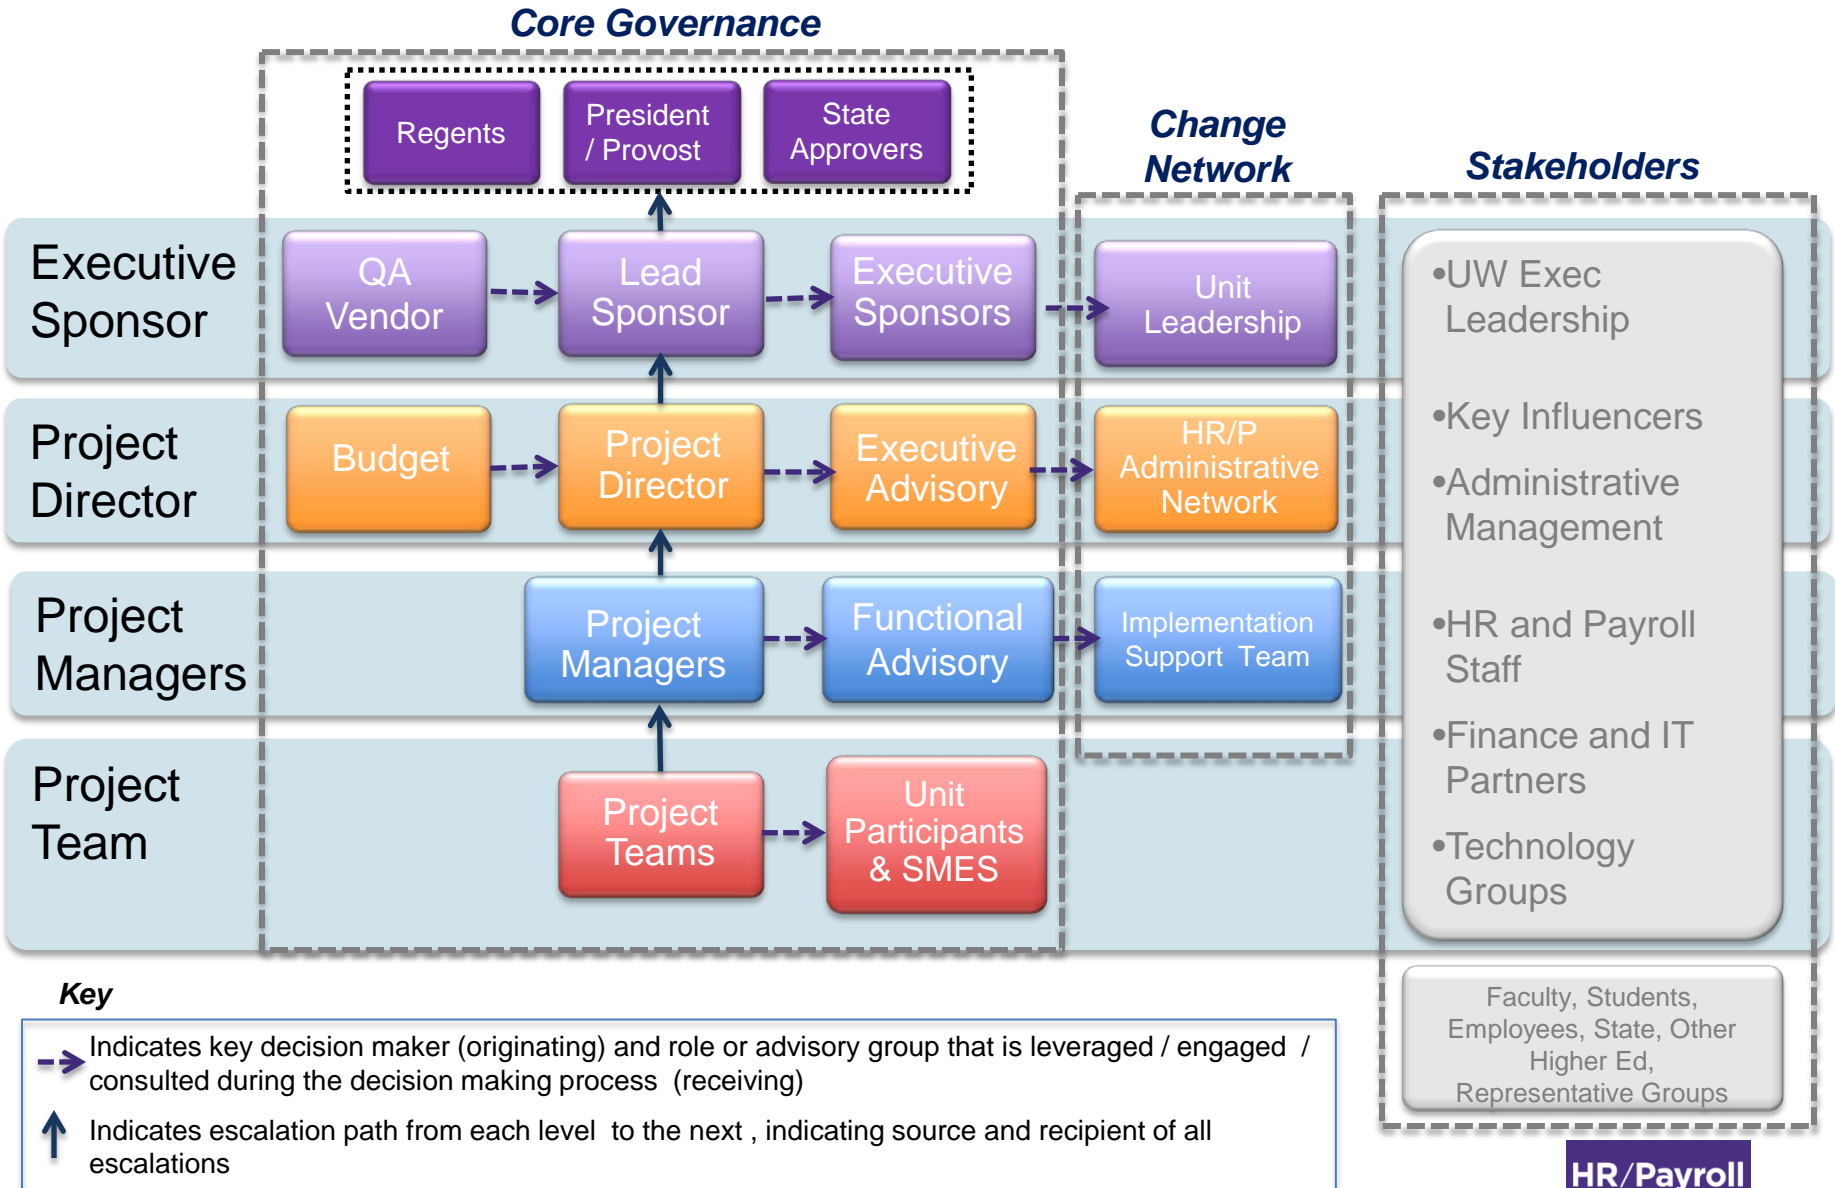 Core Governance
Regents
President
/ Provost
State
Approvers
Change
Network
Stakeholders
Executive
Sponsor
QA
Vendor
Lead
Sponsor
Executive
Sponsors
Unit
Leadership
Project
Director
Budget
Project
Director
Executive
Advisory
HR/P
Administrative
Network
Project
Managers
Project
Managers
Functional
Advisory
Implementation
Support Team
Project
Team
Project
Teams
Unit
Participants
& SMES
•UW Exec
Leadership
•Key Influencers
•Administrative
Management
•HR and Payroll
Staff
•Finance and IT
Partners
•Technology
Groups
Faculty, Students,
Employees, State, Other
Higher Ed,
Representative Groups
Key
Indicates key decision maker (originating) and role or advisory group that is leveraged / engaged /
consulted during the decision making process (receiving)
Indicates escalation path from each level to the next , indicating source and recipient of all
escalations
HR/Payroll